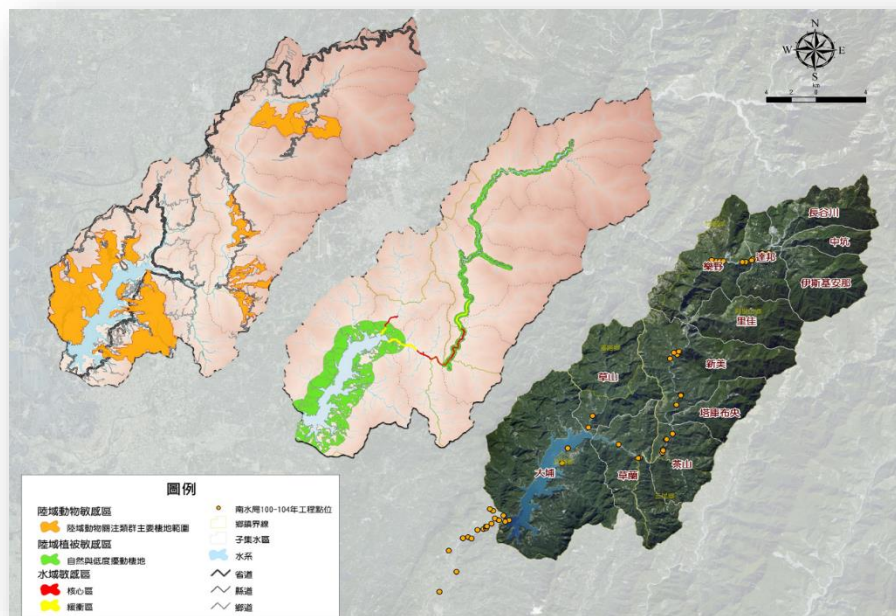 N
W E
S
km
4 2 0 4
長谷川
中坑
達邦
樂野
伊斯基安那
里佳
新美
草山
塔庫布央
茶山
大埔
草蘭
圖例
陸域動物敏感區
陸域動物關注類群主要棲地範圍
陸域植被敏感區
自然與低度擾動棲地
水域敏感區
核心區
緩衝區
南水局100-104年工程點位
鄉鎮界線
子集水區
水系
省道
縣道
鄉道